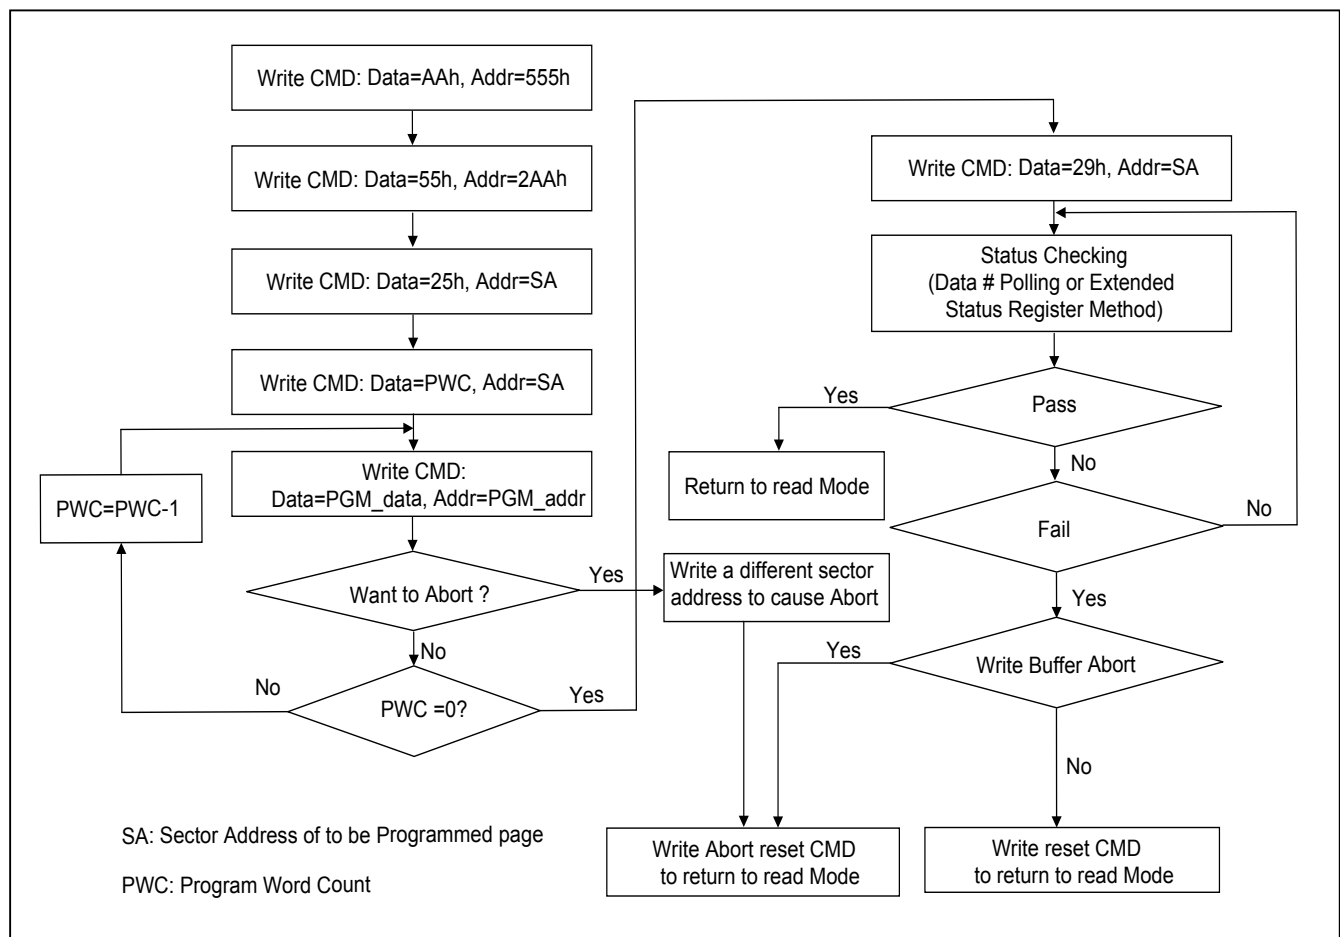 Write CMD: Data=AAh, Addr=555h
Write CMD: Data=55h, Addr=2AAh
Write CMD: Data=25h, Addr=SA
Write CMD: Data=PWC, Addr=SA
Write CMD:
Data=PGM_data, Addr=PGM_addr
PWC=PWC-1
Want to Abort ?
Yes
No
PWC =0?
No
Yes
Write a different sector
address to cause Abort
Write CMD: Data=29h, Addr=SA
Status Checking
(Data # Polling or Extended
Status Register Method)
Pass
Yes
No
Return to read Mode
Fail
No
Yes
Write Buffer Abort
Yes
No
Write Abort reset CMD
to return to read Mode
Write reset CMD
to return to read Mode
SA: Sector Address of to be Programmed page
PWC: Program Word Count